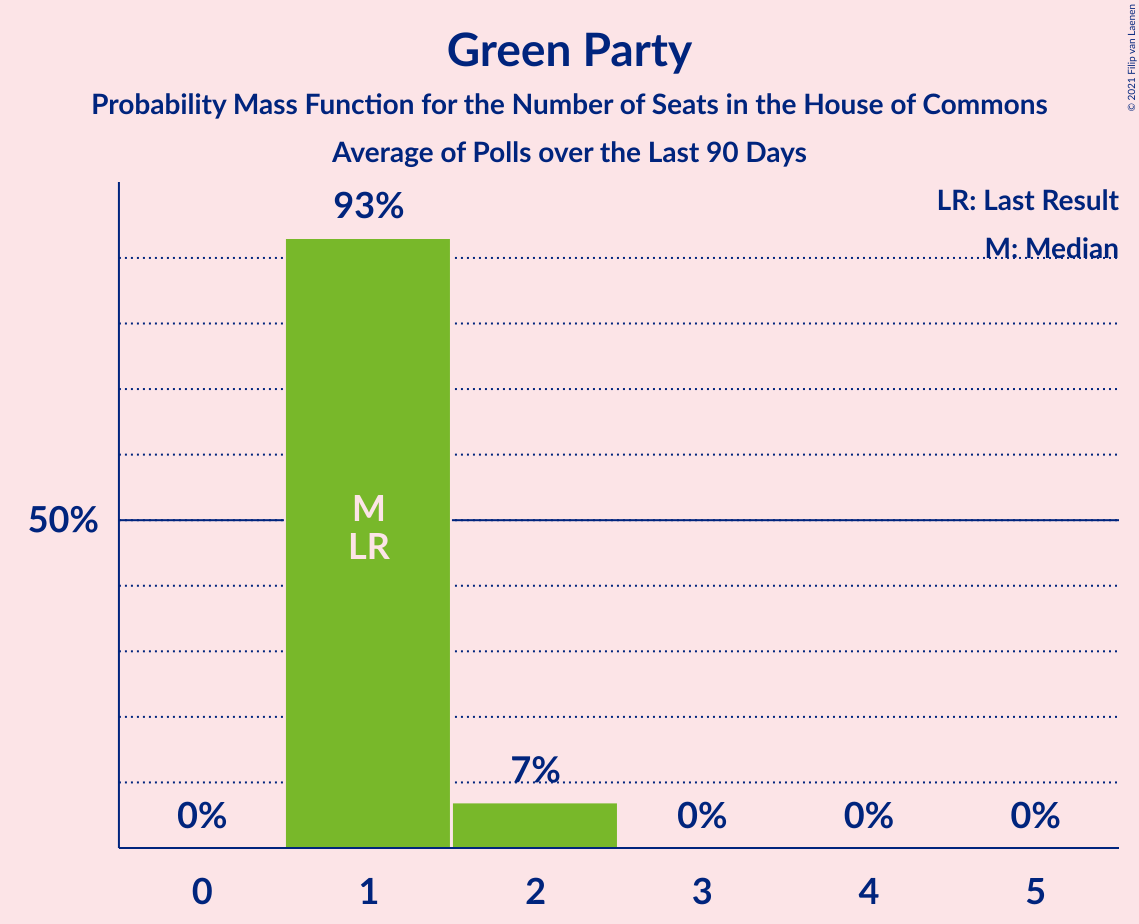 Green Party
Probability Mass Function for the Number of Seats in the House of Commons
Average of Polls over the Last 90 Days
© 2021 Filip van Laenen
LR: Last Result
M: Median
93%
50%
M
LR
7%
0%
0%
0%
0%
0
1
2
3
4
5